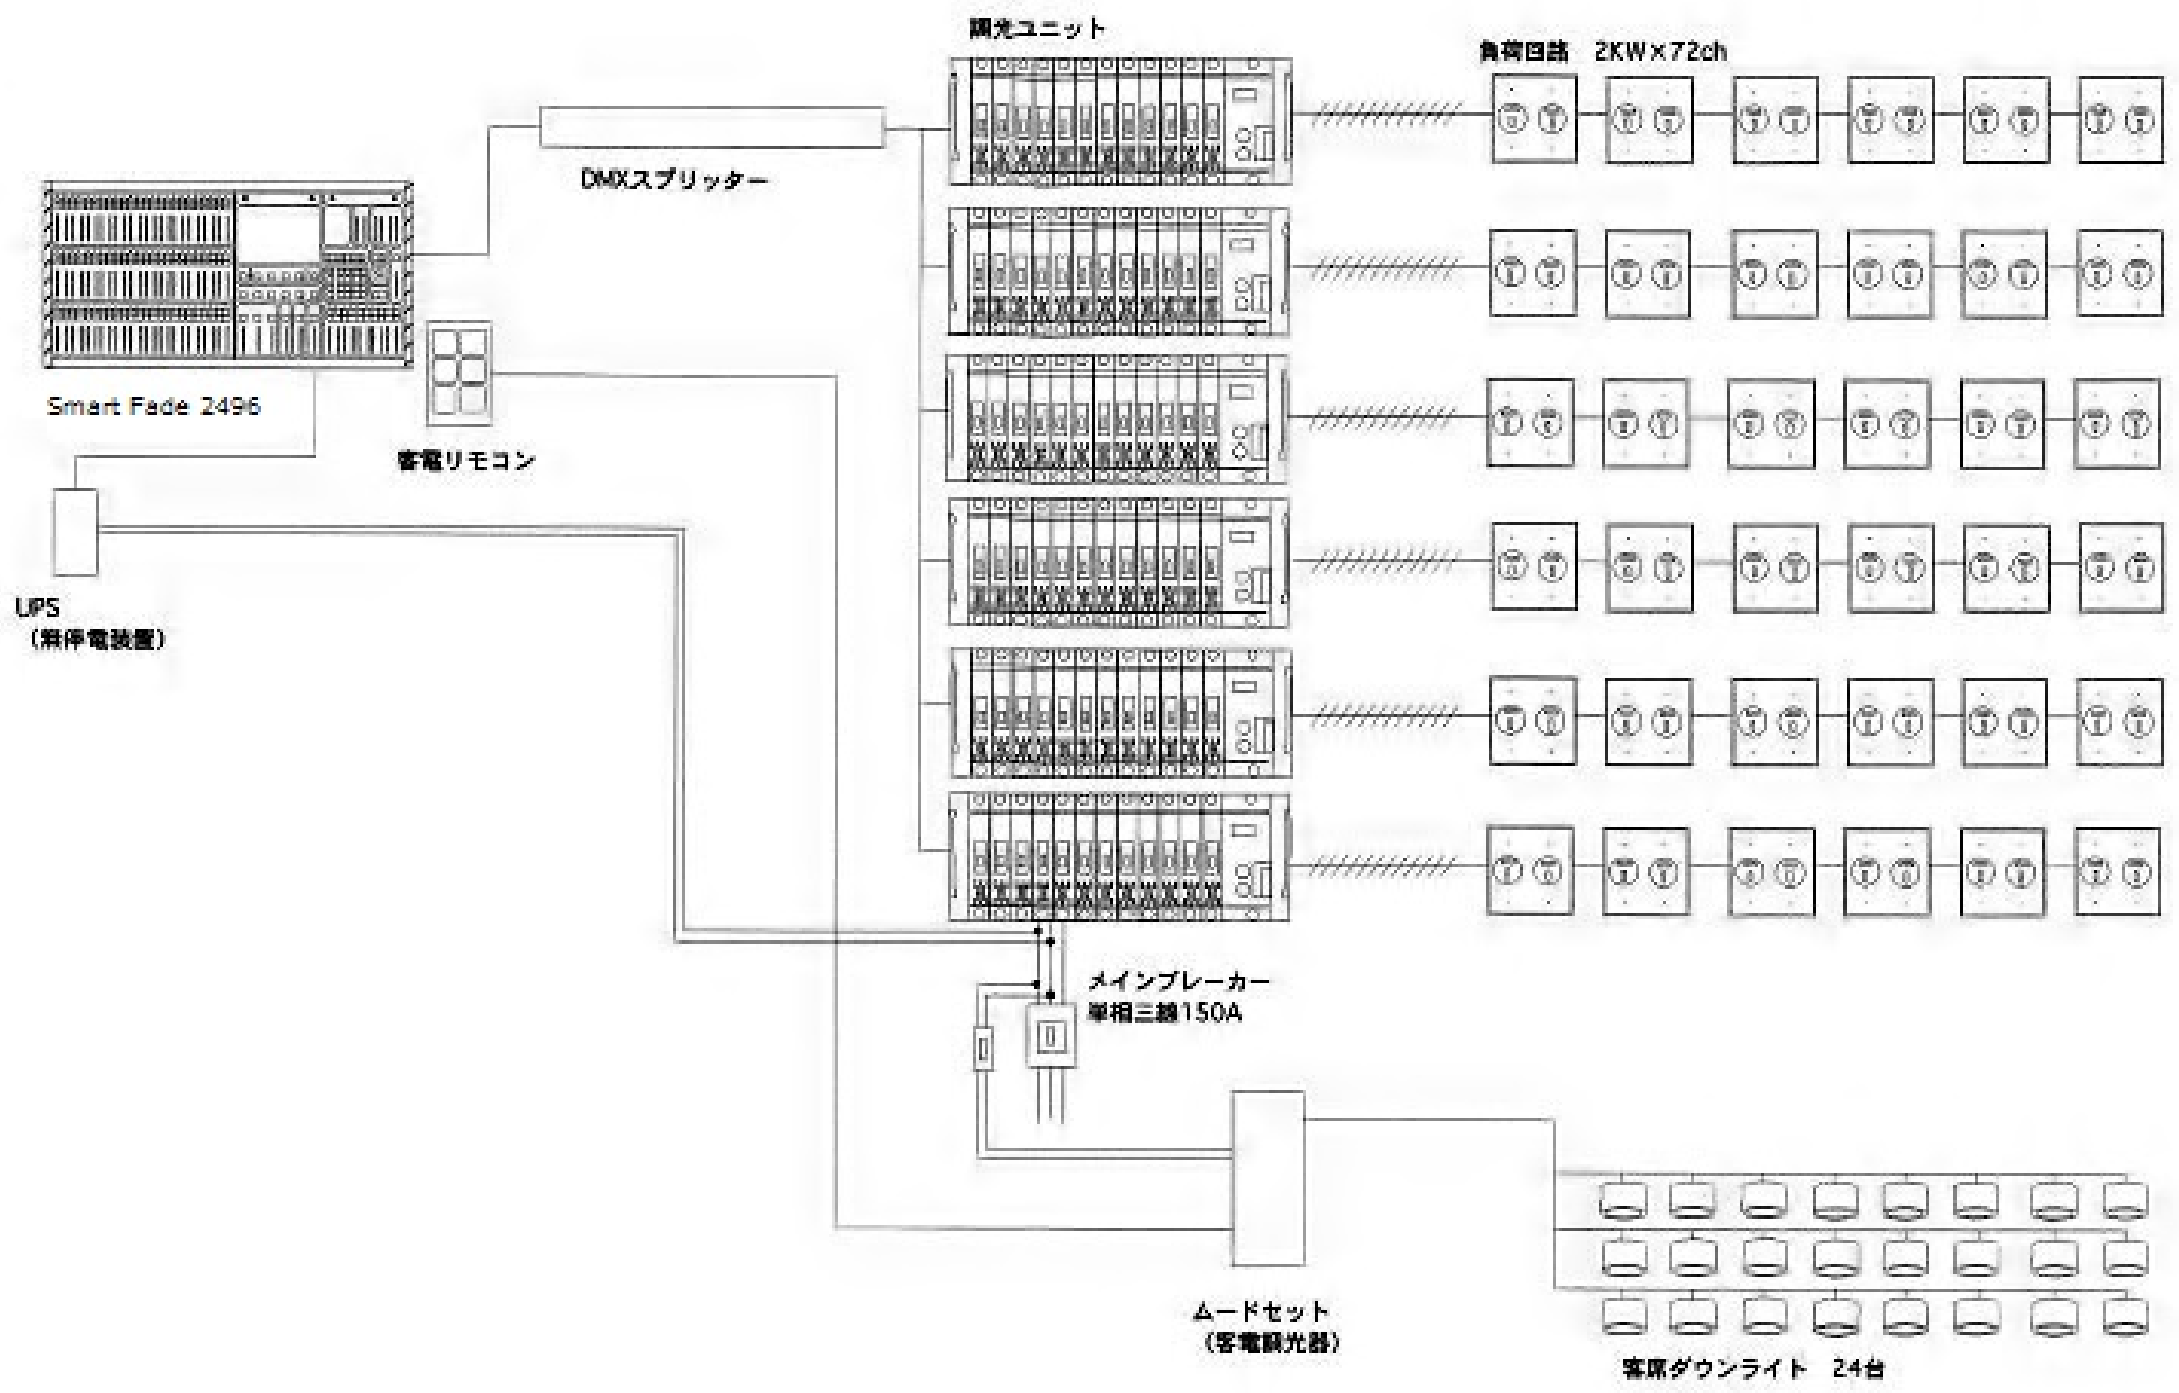 調光ユニット
負荷回路　2KW×72ch
DMXスプリッター
Smart Fade 2496
客電リモコン
UPS
（無停電装置）
メインブレーカー
単相三線150A
ムードセット
（客電調光器）
客席ダウンライト　24台